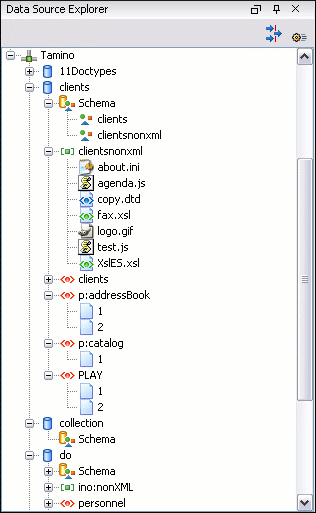 Data Source Explorer
Tamino
11Doctypes
clients
Schema
clients
clientsnonxml
clientsnonxml
about.ini
agenda.js
copy.dtd
fax.xsl
logo.gif
test.js
XslES.xsl
clients
p:addressBook
1
2
p:catalog
1
PLAY
1
2
collection
Schema
do
Schema
ino:nonXML
personnel